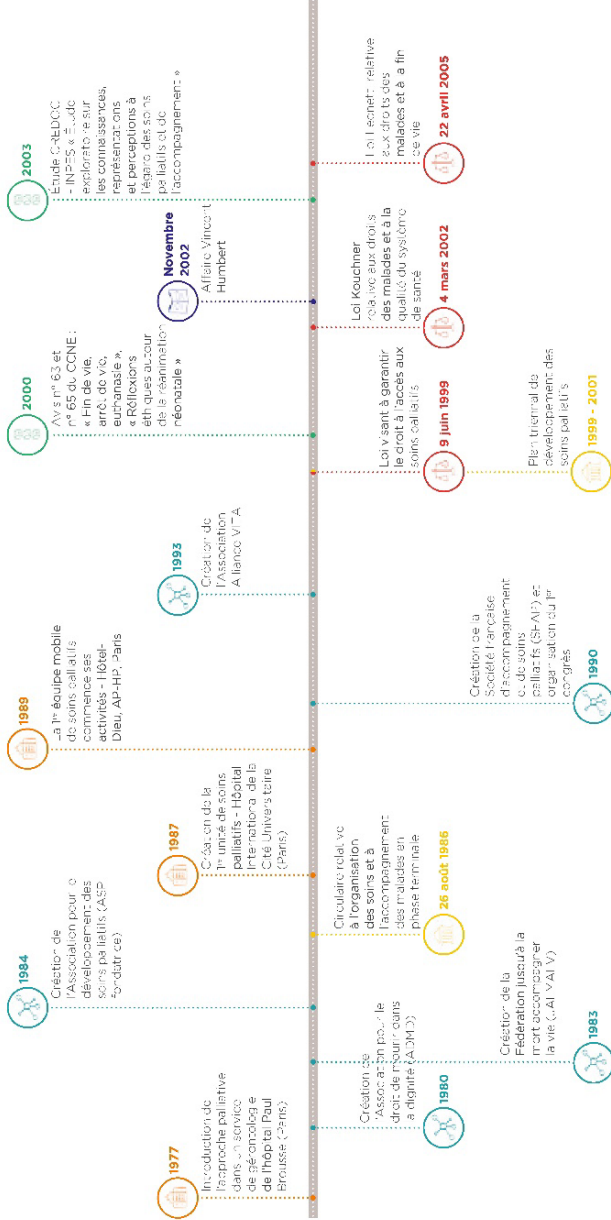 1977
Introduction de
l'approche palliative
dans un service
de gérontologie
de l'hôpital Paul
Brousse (Paris)
Création de
l'Association pour le
droit de mourir dans
la dignité (ADMD)
1980
Création de la
Fédération jusqu'à la
mort accompagner
la vie (JALMALV)
1983
1984
Création de
l'Association pour le
développement des
soins palliatifs (ASP
fondatrice)
Circulaire relative
à l'organisation
des soins et à
l'accompagnement
des malades en
phase terminale
26 août 1986
1987
Création de la
1re unité de soins
palliatifs - Hôpital
International de la
Cité Universitaire
(Paris)
1989
La 1re équipe mobile
de soins palliatifs
commence ses
activités - Hôtel-
Dieu, AP-HP, Paris
Création de la
Société française
d'accompagnement
et de soins
palliatifs (SFAP) et
organisation du 1er
congrès
1990
1993
Création de
l'Association
Alliance VITA
Loi visant à garantir
le droit à l'accès aux
soins palliatifs
9 juin 1999
Plan triennal de
développement des
soins palliatifs
1999 - 2001
2000
Avis n° 63 et
n° 65 du CCNE :
« Fin de vie,
arrêt de vie,
euthanasie »,
« Réflexions
éthiques autour
de la réanimation
néonatale »
Loi Kouchner
relative aux droits
des malades et à la
qualité du système
de santé
4 mars 2002
Novembre
2002
Affaire Vincent
Humbert
2003
Étude CREDOC
- INPES « Étude
exploratoire sur
les connaissances,
représentations
et perceptions à
l'égard des soins
palliatifs et de
l'accompagnement »
Loi Leonetti relative
aux droits des
malades et à la fin
de vie
22 avril 2005